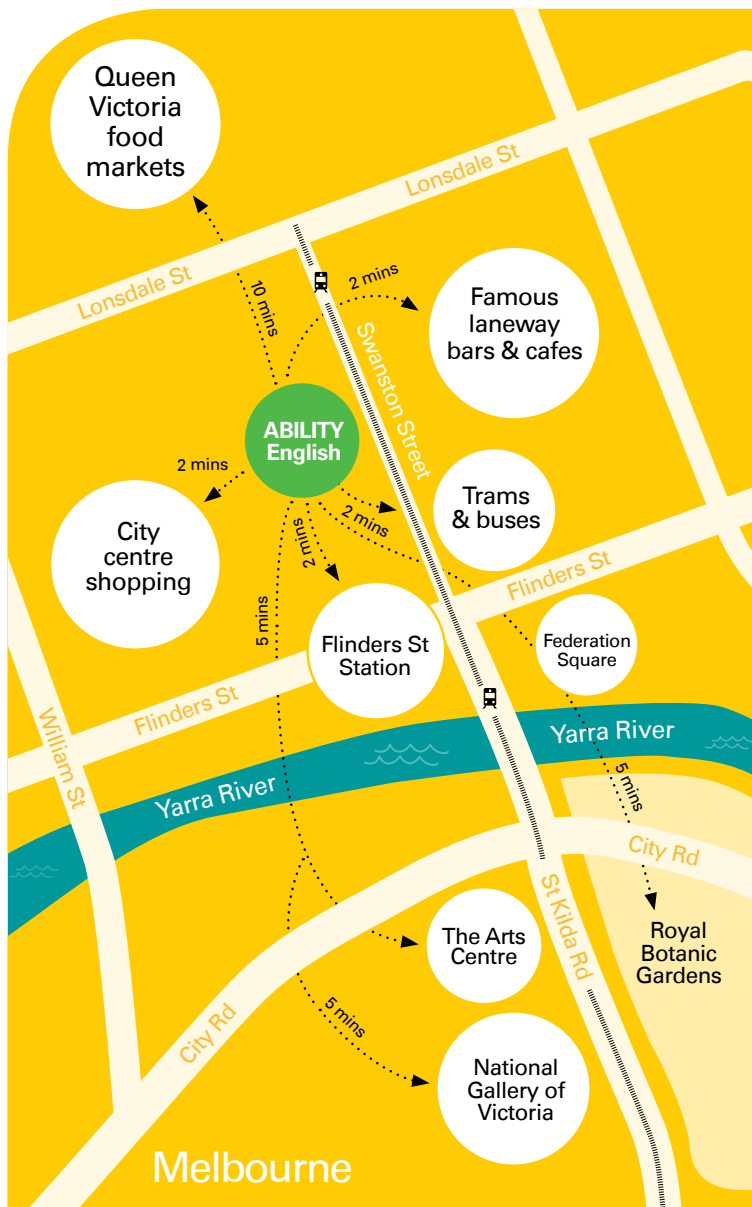 Queen
Victoria
food
markets
Lonsdale St
Lonsdale St
10 mins
2 mins
Famous
laneway
bars & cafes
Swanston Street
ABILITY
English
2 mins
City
centre
shopping
2 mins
2 mins
Trams
& buses
5 mins
Flinders St
Flinders St
Station
Federation
Square
Flinders St
William St
Yarra River
Yarra River
5 mins
City Rd
St Kilda Rd
The Arts
Centre
Royal
Botanic
Gardens
City Rd
5 mins
National
Gallery of
Victoria
Melbourne